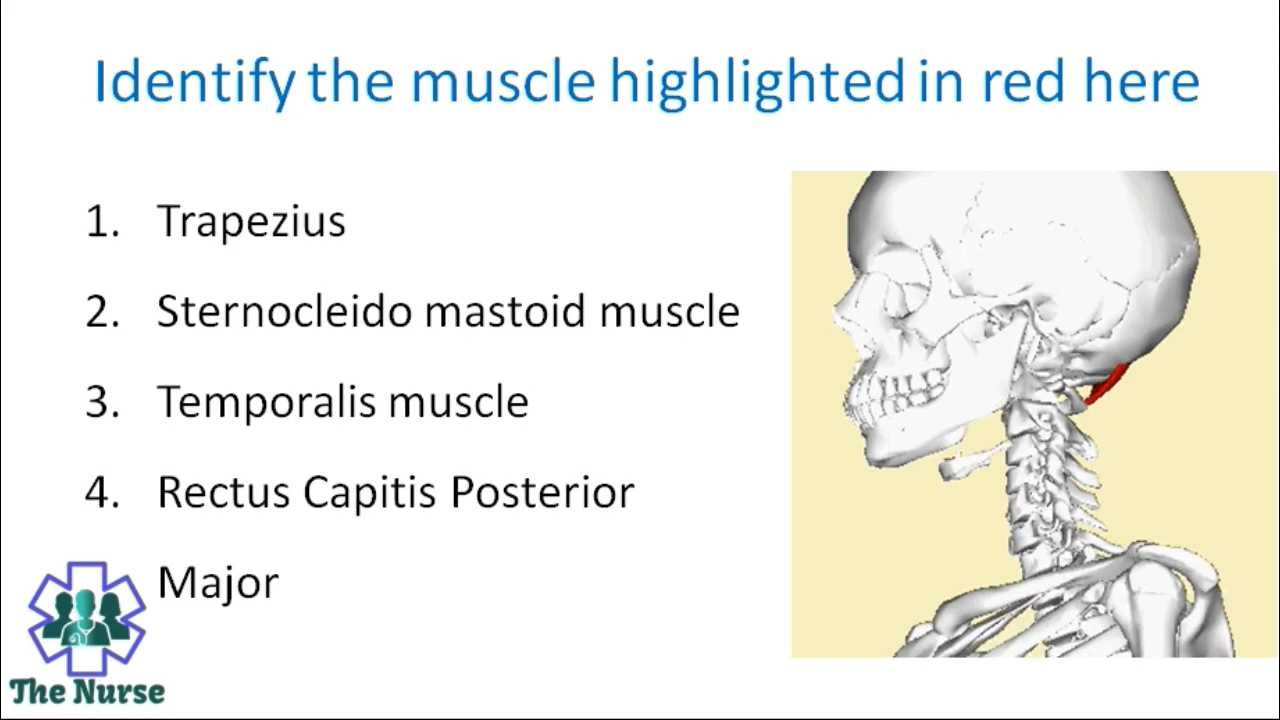 Identify the muscle highlighted in red here
1. Trapezius
2. Sternocleido mastoid muscle
3. Temporalis muscle
4. Rectus Capitis Posterior
Major
The Nurse